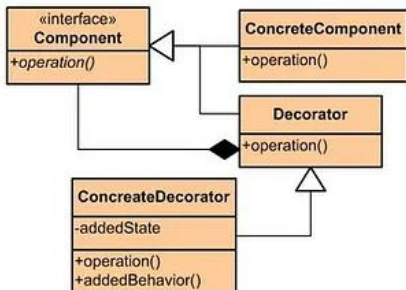 «interface»
Component
+operation()
ConcreteComponent
+operation()
Decorator
+operation()
ConcreateDecorator
-addedState
+operation()
+addedBehavior()